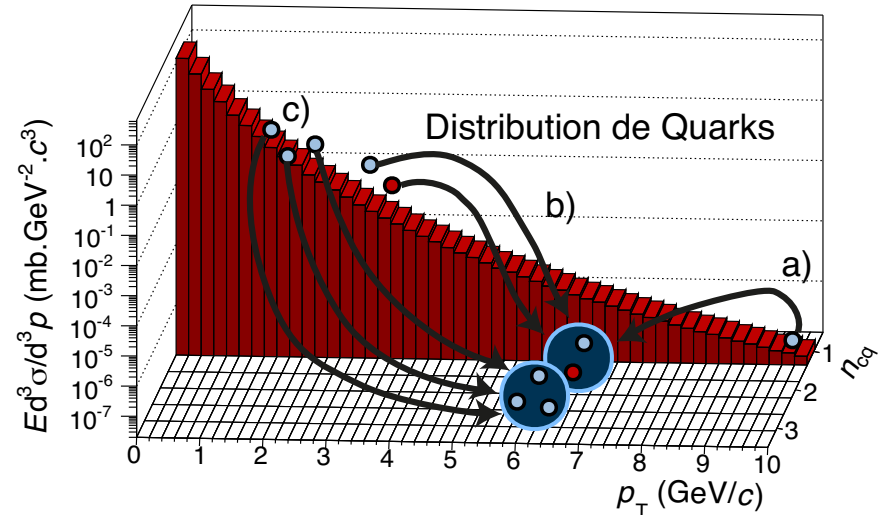 c)
Distribution de Quarks
b)
a)
Ed³σ/d³p (mb.GeV⁻².c³)
10²
10
1
10⁻¹
10⁻²
10⁻³
10⁻⁴
10⁻⁵
10⁻⁶
10⁻⁷
1
2
3
n_cq
0 1 2 3 4 5 6 7 8 9 10
p_T (GeV/c)